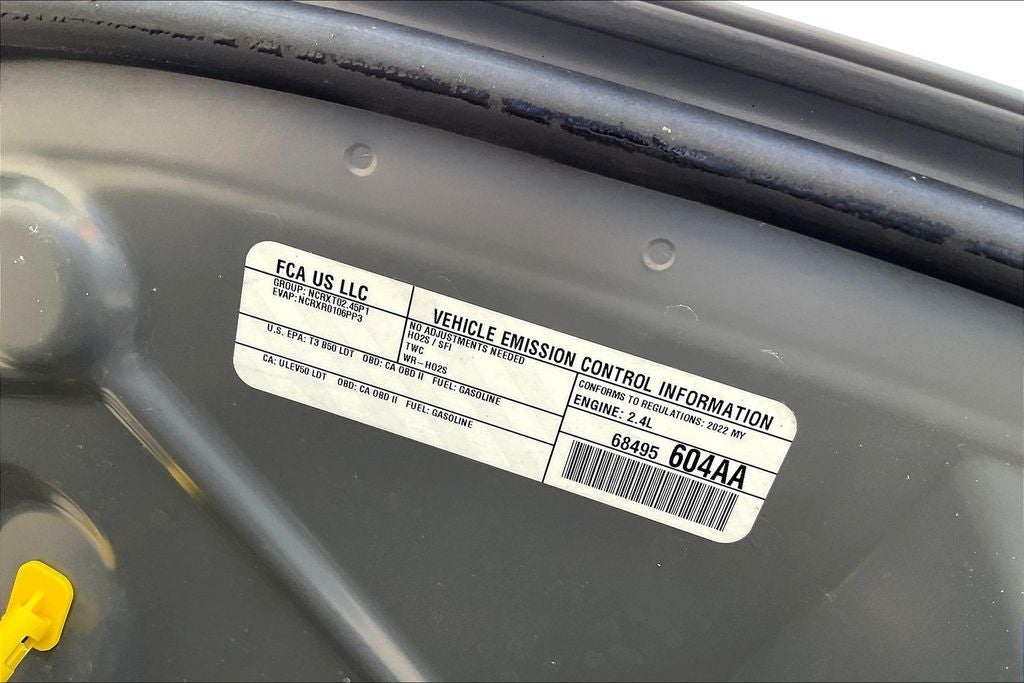 FCA US LLC
GROUP: NCRXT02.45P1
EVAP: NCRXR0106PP3
VEHICLE EMISSION CONTROL INFORMATION
NO ADJUSTMENTS NEEDED
HO2S / SFI
TWC
WR-HO2S
CONFORMS TO REGULATIONS: 2022 MY
U.S. EPA: T3 B50 LDT OBD: CA OBD II FUEL: GASOLINE
ENGINE: 2.4L
CA: ULEV50 LDT OBD: CA OBD II FUEL: GASOLINE
68495 604AA